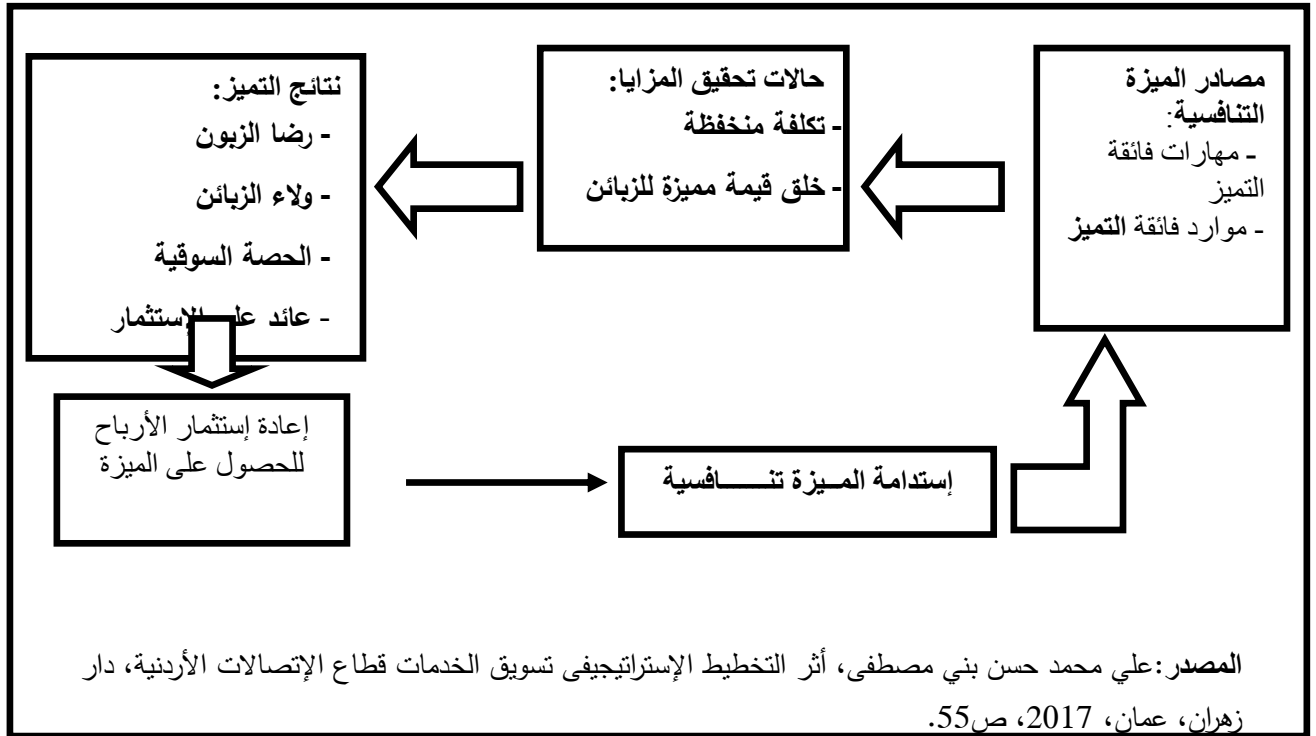 مصادر الميزة
التنافسية:
- مهارات فائقة
التميز
- موارد فائقة التميز
حالات تحقيق المزايا:
- تكلفة منخفظة
- خلق قيمة مميزة للزبائن
نتائج التميز:
- رضا الزبون
- ولاء الزبائن
- الحصة السوقية
- عائد على الإستثمار
إعادة إستثمار الأرباح
للحصول على الميزة
إستدامة المــيزة تنـــــــافسية
المصدر:علي محمد حسن بني مصطفى، أثر التخطيط الإستراتيجيفى تسويق الخدمات قطاع الإتصالات الأردنية، دار
زهران، عمان، 2017، ص55.